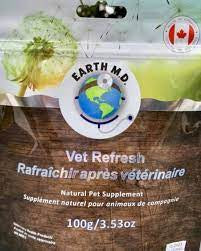 EARTH M.D
Vet Refresh
Rafraîchir après vétérinaire
Natural Pet Supplement
Supplément naturel pour animaux de compagnie
100g/3.53oz